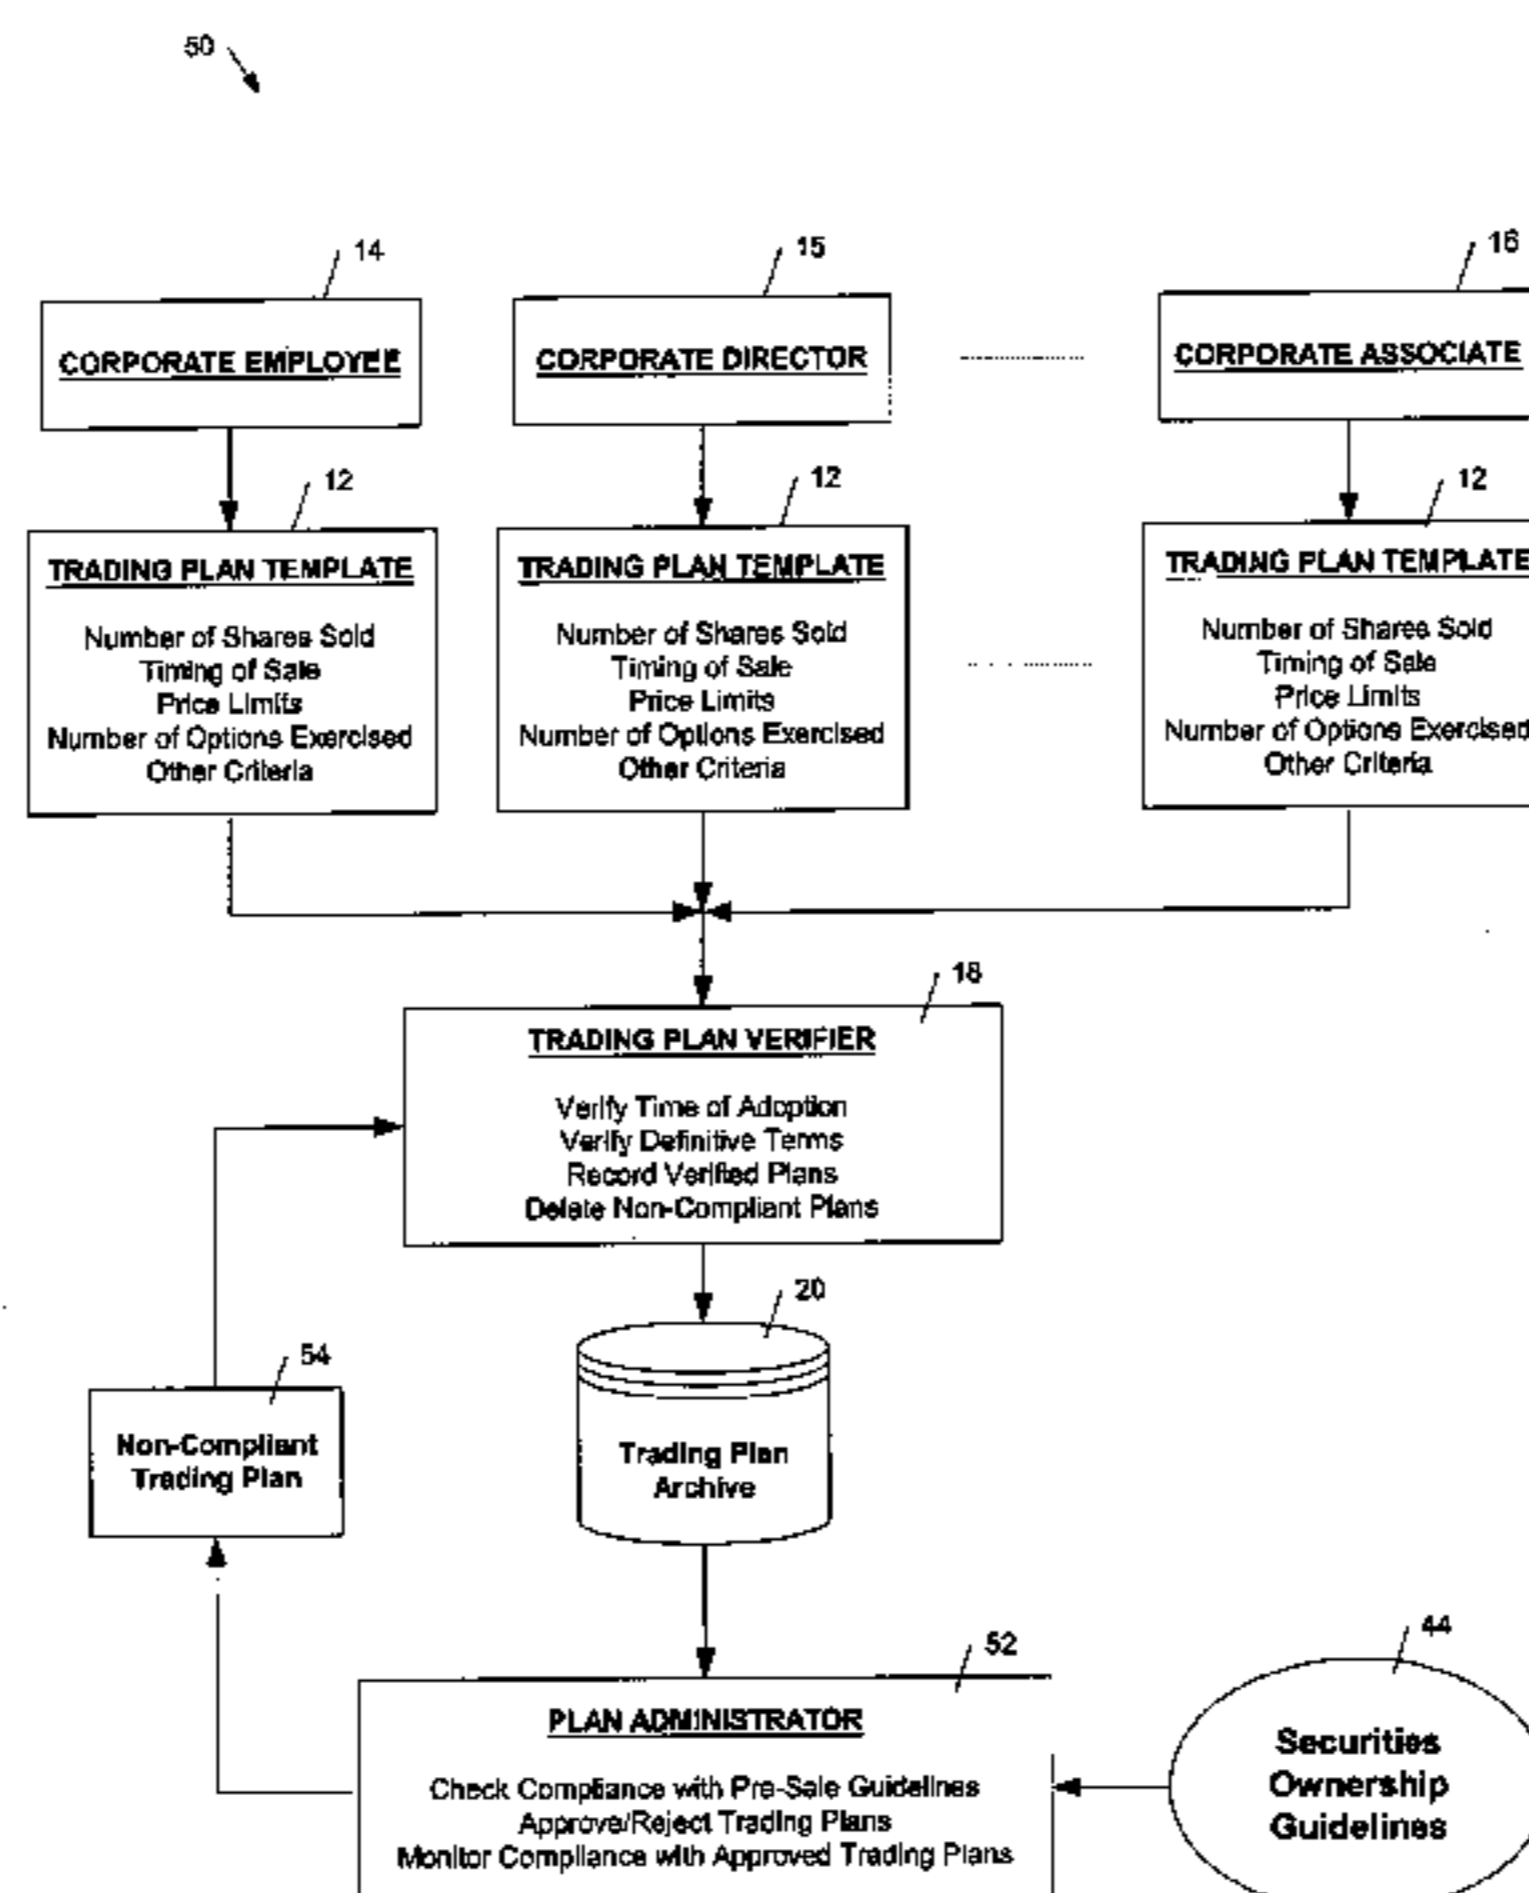 50
14
15
16
CORPORATE EMPLOYEE
CORPORATE DIRECTOR
CORPORATE ASSOCIATE
12
12
12
TRADING PLAN TEMPLATE
Number of Shares Sold
Timing of Sale
Price Limits
Number of Options Exercised
Other Criteria
TRADING PLAN TEMPLATE
Number of Shares Sold
Timing of Sale
Price Limits
Number of Options Exercised
Other Criteria
TRADING PLAN TEMPLATE
Number of Shares Sold
Timing of Sale
Price Limits
Number of Options Exercised
Other Criteria
18
TRADING PLAN VERIFIER
Verify Time of Adoption
Verify Definitive Terms
Record Verified Plans
Delete Non-Compliant Plans
20
Trading Plan
Archive
54
Non-Compliant
Trading Plan
52
PLAN ADMINISTRATOR
Check Compliance with Pre-Sale Guidelines
Approve/Reject Trading Plans
Monitor Compliance with Approved Trading Plans
44
Securities
Ownership
Guidelines